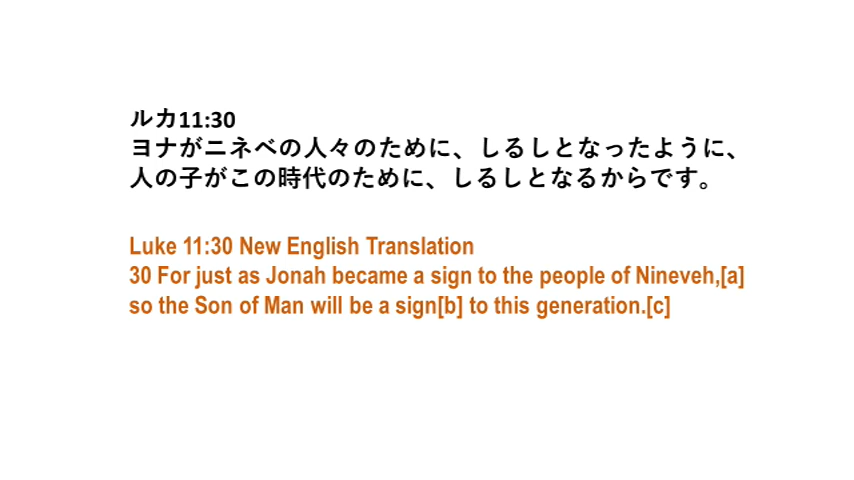 ルカ11:30
ヨナがニネベの人々のために、しるしとなったように、
人の子がこの時代のために、しるしとなるからです。
Luke 11:30 New English Translation
30 For just as Jonah became a sign to the people of Nineveh,[a]
so the Son of Man will be a sign[b] to this generation.[c]